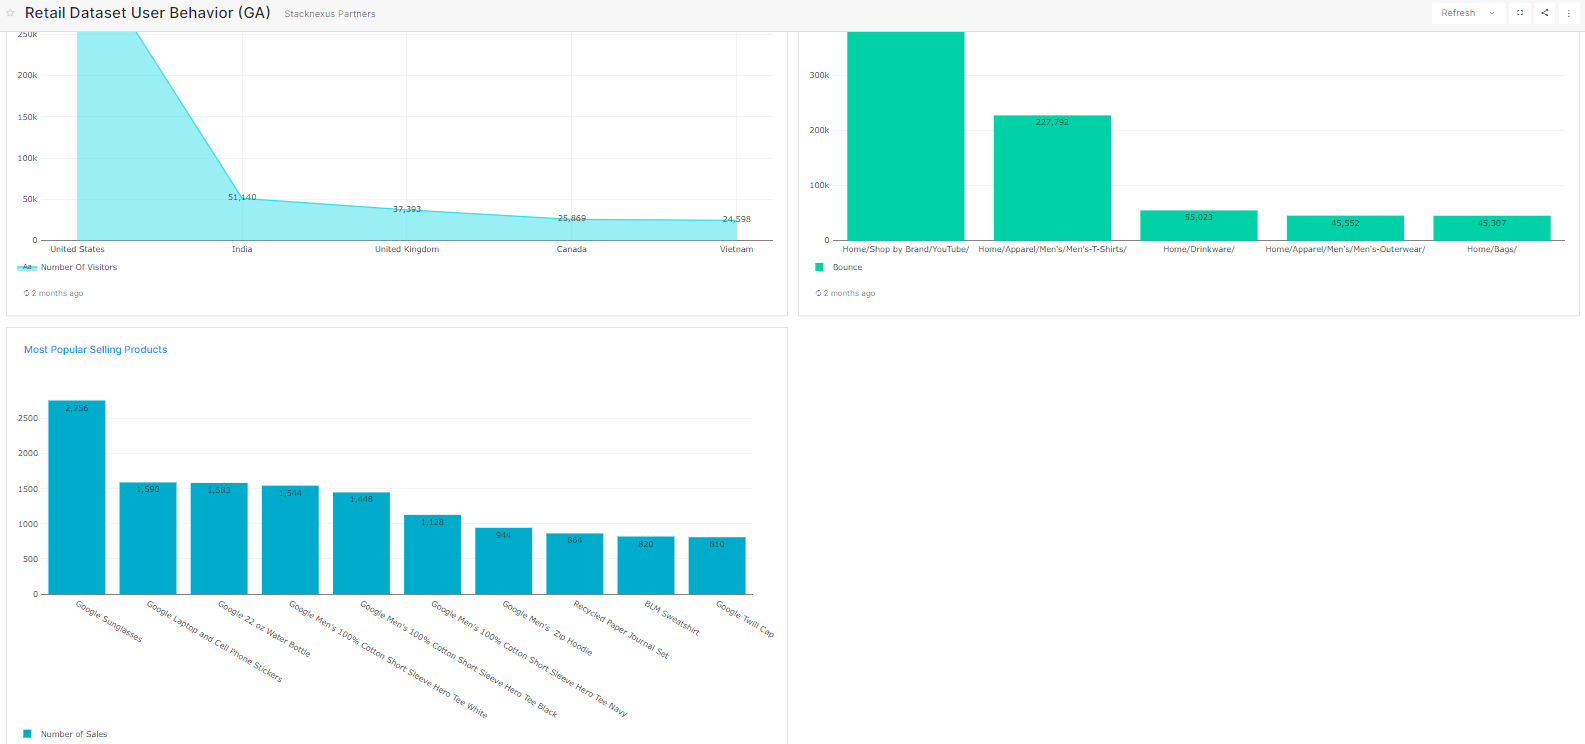 Retail Dataset User Behavior (GA) Stacknexus Partners Refresh
250k
200k
150k
100k
50k
0
51,140
37,393
25,869
24,598
United States India United Kingdom Canada Vietnam
Aa Number Of Visitors
2 months ago
300k
200k
100k
0
227,792
55,023
45,552
45,307
Home/Shop by Brand/YouTube/ Home/Apparel/Men's/Men's-T-Shirts/ Home/Drinkware/ Home/Apparel/Men's/Men's-Outerwear/ Home/Bags/
Bounce
2 months ago
Most Popular Selling Products
2500
2000
1500
1000
500
0
2,756
1,590
1,583
1,544
1,448
1,128
944
864
820
810
Google Sunglasses
Google Laptop and Cell Phone Stickers
Google 22 oz Water Bottle
Google Men's 100% Cotton Short Sleeve Hero Tee White
Google Men's 100% Cotton Short Sleeve Hero Tee Black
Google Men's 100% Cotton Short Sleeve Hero Tee Navy
Google Men's Zip Hoodie
Recycled Paper Journal Set
BLM Sweatshirt
Google Twill Cap
Number of Sales